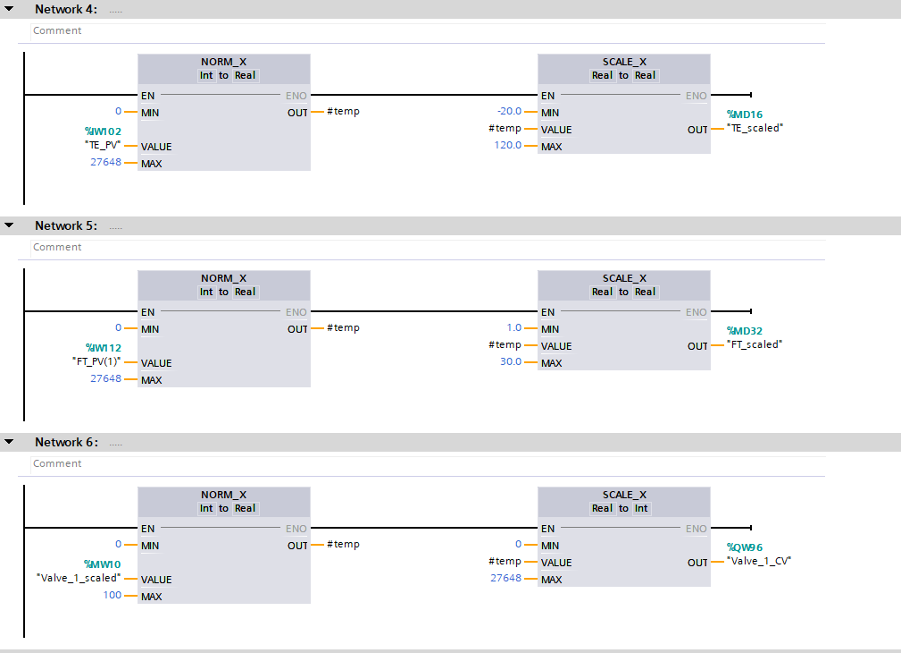 Network 4: .....
Comment
NORM_X
Int to Real
EN ENO
0 MIN OUT #temp
%IW102
"TE_PV" VALUE
27648 MAX
SCALE_X
Real to Real
EN ENO
-20.0 MIN
#temp VALUE OUT
120.0 MAX
%MD16
"TE_scaled"
Network 5: .....
Comment
NORM_X
Int to Real
EN ENO
0 MIN OUT #temp
%IW112
"FT_PV(1)" VALUE
27648 MAX
SCALE_X
Real to Real
EN ENO
1.0 MIN
#temp VALUE OUT
30.0 MAX
%MD32
"FT_scaled"
Network 6: .....
Comment
NORM_X
Int to Real
EN ENO
0 MIN OUT #temp
%MW10
"Valve_1_scaled" VALUE
100 MAX
SCALE_X
Real to Int
EN ENO
0 MIN
#temp VALUE OUT
27648 MAX
%QW96
"Valve_1_CV"